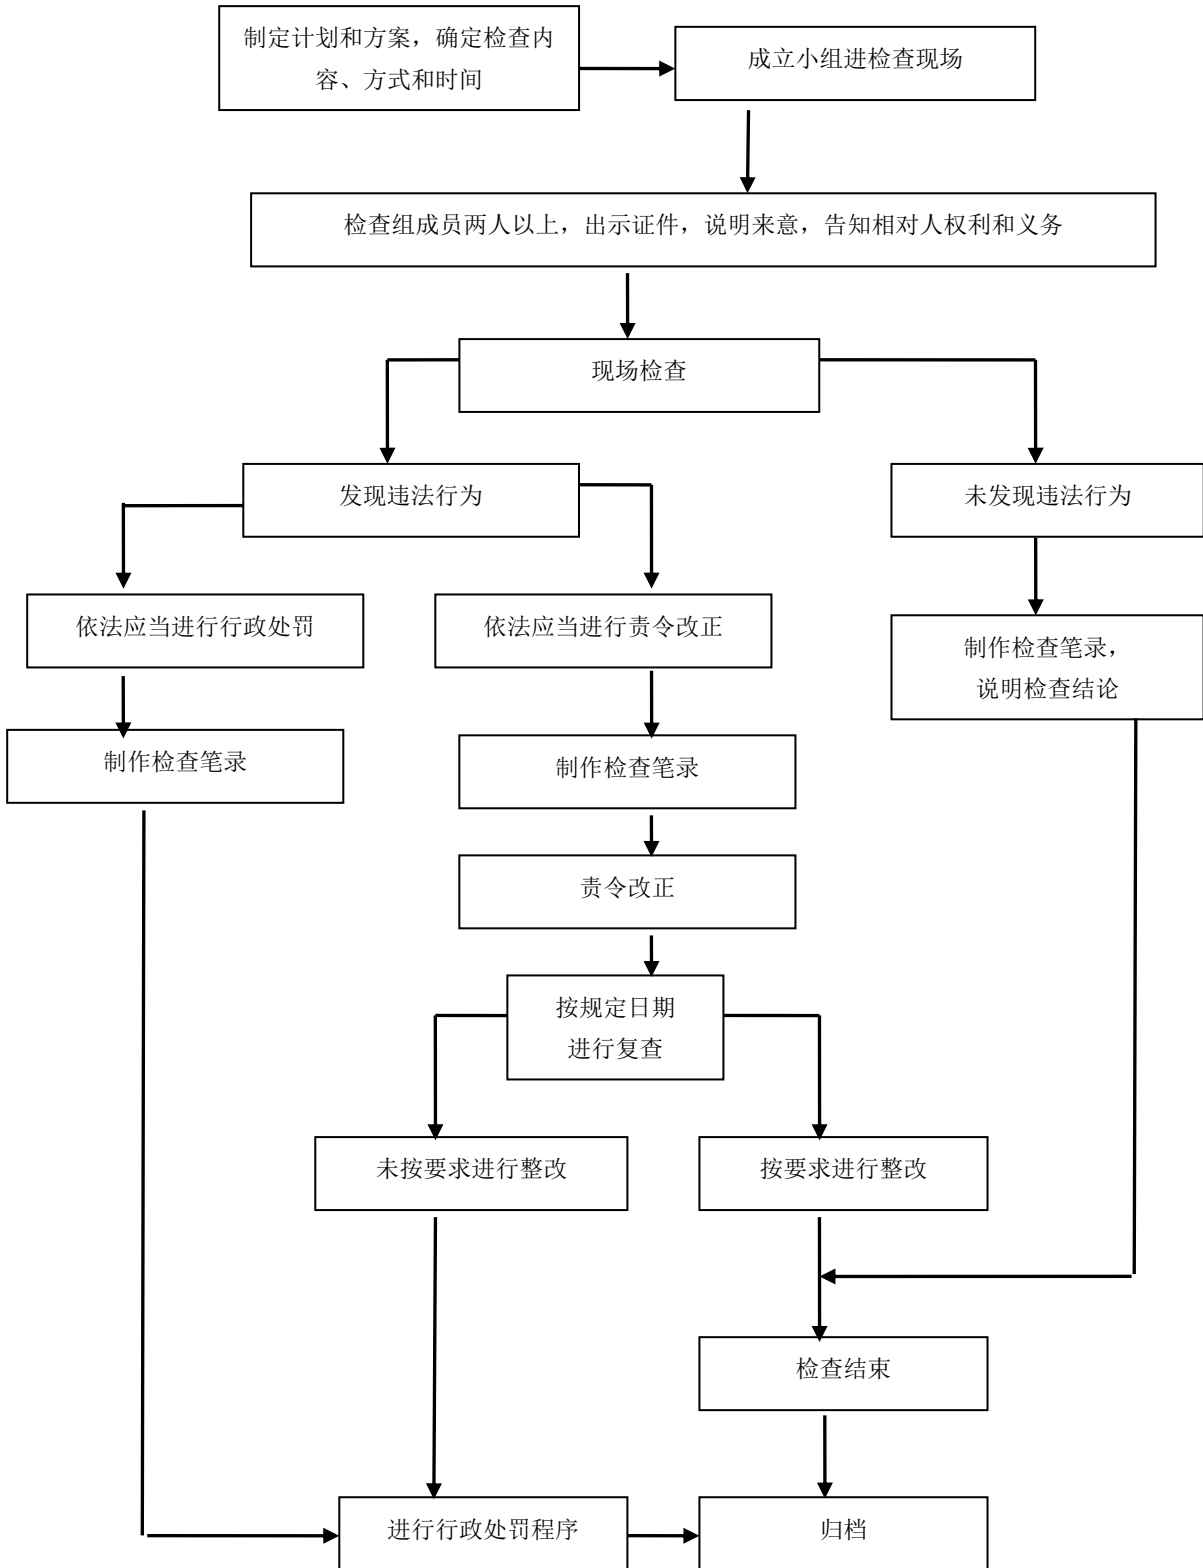 制定计划和方案，确定检查内
容、方式和时间
成立小组进检查现场
检查组成员两人以上，出示证件，说明来意，告知相对人权利和义务
现场检查
发现违法行为
未发现违法行为
依法应当进行行政处罚
依法应当进行责令改正
制作检查笔录，
说明检查结论
制作检查笔录
制作检查笔录
责令改正
按规定日期
进行复查
未按要求进行整改
按要求进行整改
检查结束
进行行政处罚程序
归档